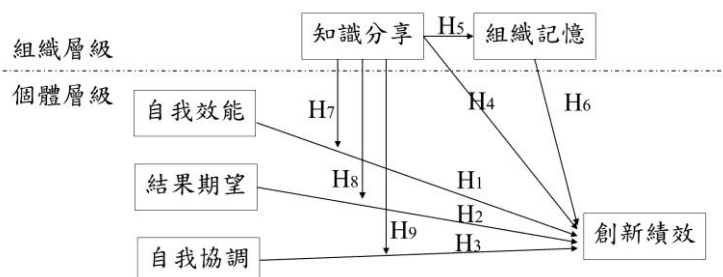 知識分享
H5
組織記憶
組織層級
個體層級
H7
H4
H6
自我效能
H8
H1
結果期望
H2
創新績效
H9
H3
自我協調